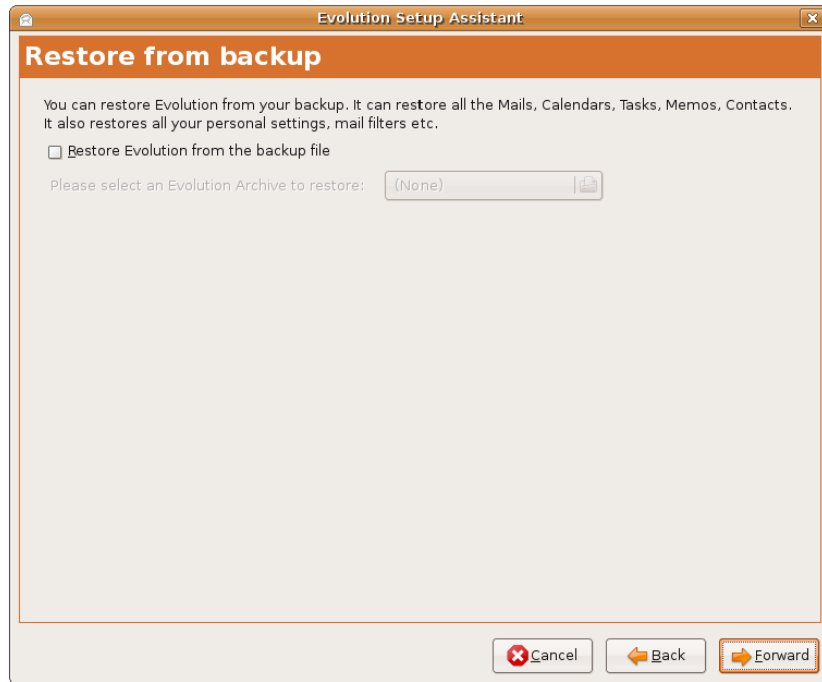 Evolution Setup Assistant
Restore from backup
You can restore Evolution from your backup. It can restore all the Mails, Calendars, Tasks, Memos, Contacts.
It also restores all your personal settings, mail filters etc.
Restore Evolution from the backup file
Please select an Evolution Archive to restore: (None)
Cancel Back Forward